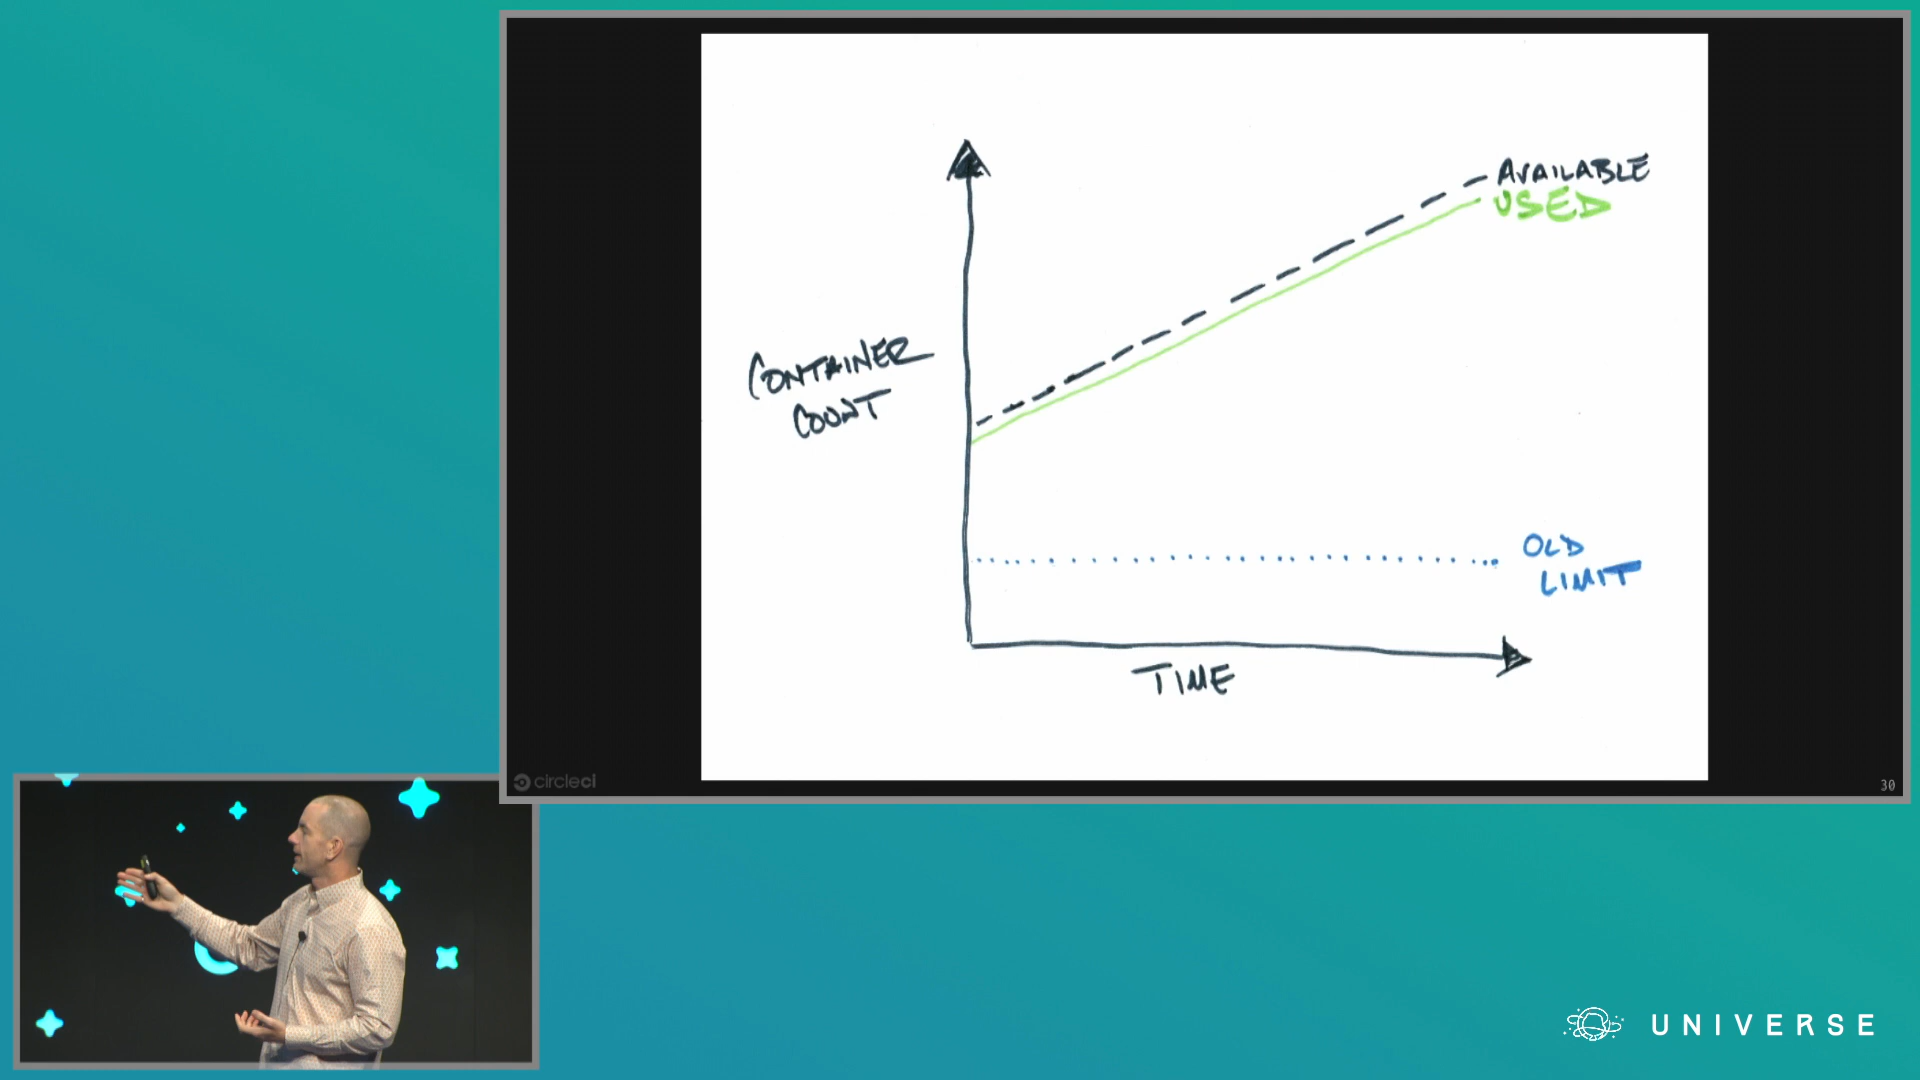 AVAILABLE
USED
CONTAINER
COUNT
OLD
LIMIT
TIME
circleci
30
UNIVERSE